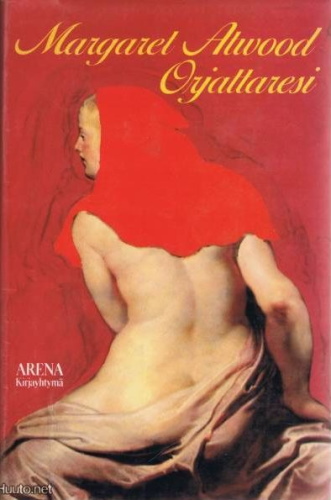 Margaret Atwood
Orjattaresi
ARENA
Kirjayhtymä
Huuto.net